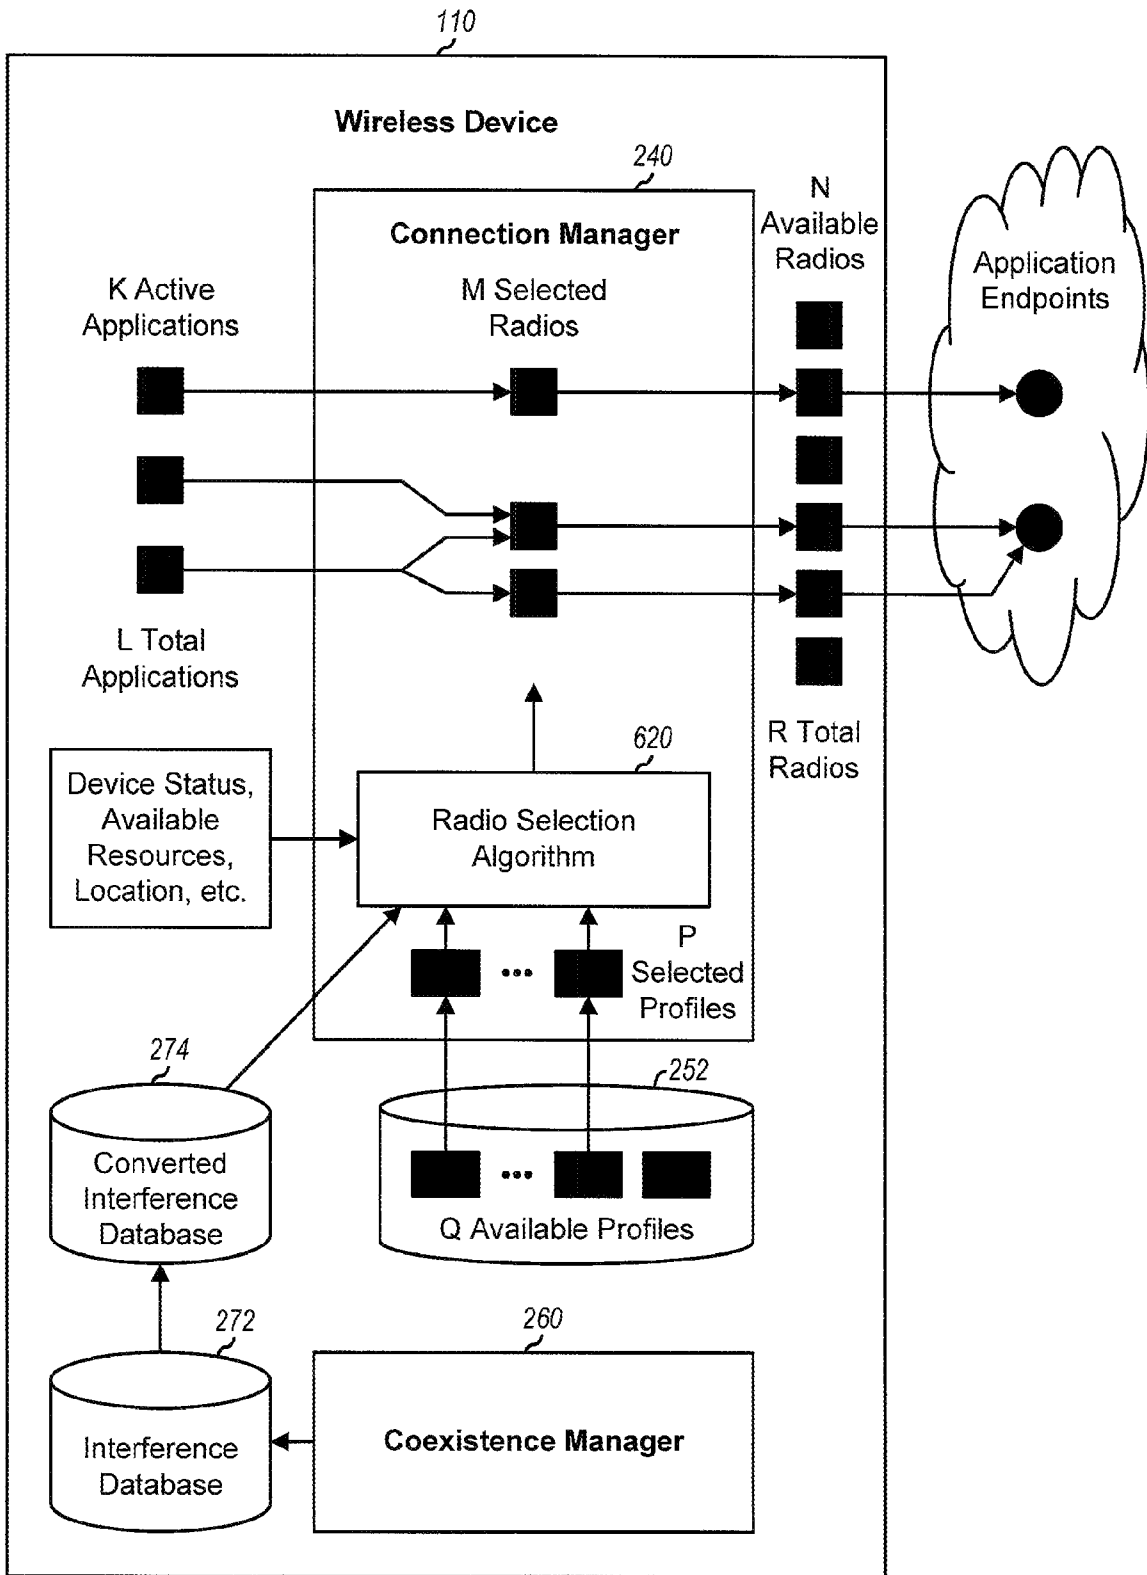 110
Wireless Device
240
Connection Manager
N
Available
Radios
Application
Endpoints
K Active
Applications
M Selected
Radios
L Total
Applications
R Total
Radios
620
Device Status,
Available
Resources,
Location, etc.
Radio Selection
Algorithm
P
Selected
Profiles
...
274
252
Converted
Interference
Database
...
Q Available Profiles
272
260
Interference
Database
Coexistence Manager